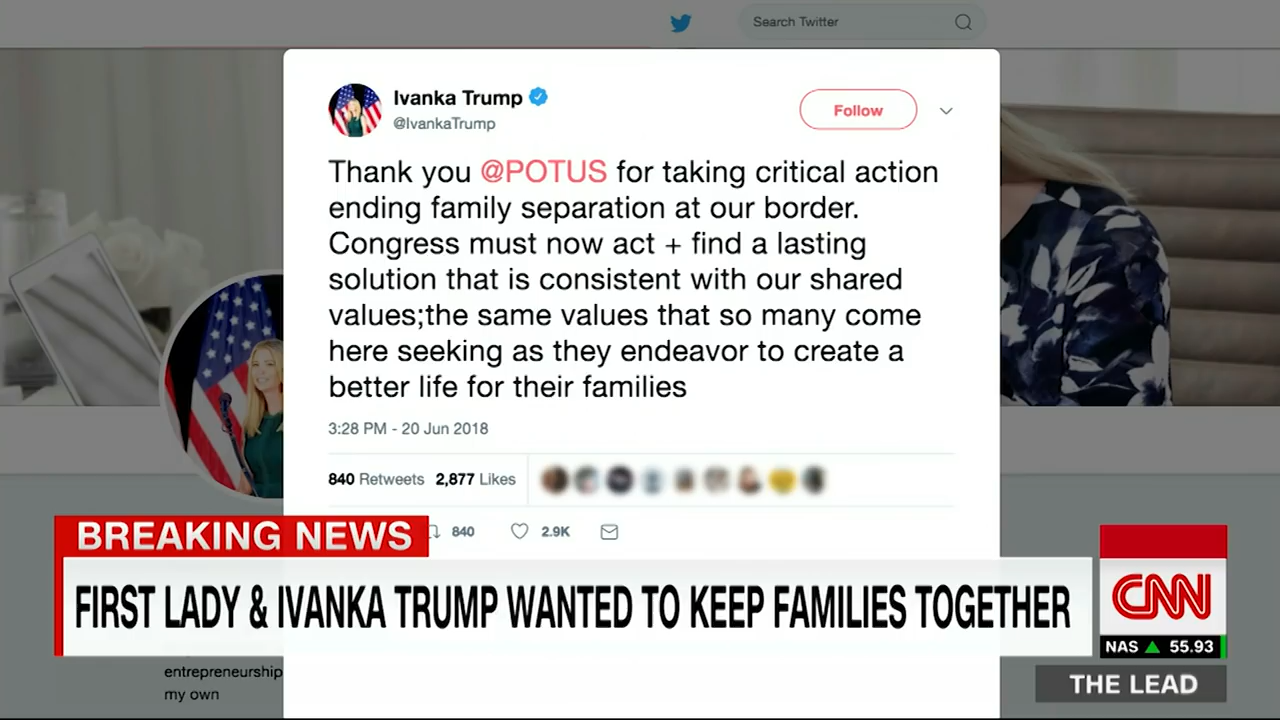 Search Twitter
Ivanka Trump
@IvankaTrump
Follow
Thank you @POTUS for taking critical action
ending family separation at our border.
Congress must now act + find a lasting
solution that is consistent with our shared
values;the same values that so many come
here seeking as they endeavor to create a
better life for their families
3:28 PM - 20 Jun 2018
840 Retweets 2,877 Likes
840 2.9K
BREAKING NEWS
FIRST LADY & IVANKA TRUMP WANTED TO KEEP FAMILIES TOGETHER
CNN
NAS ▲ 55.93
THE LEAD
entrepreneurship
my own